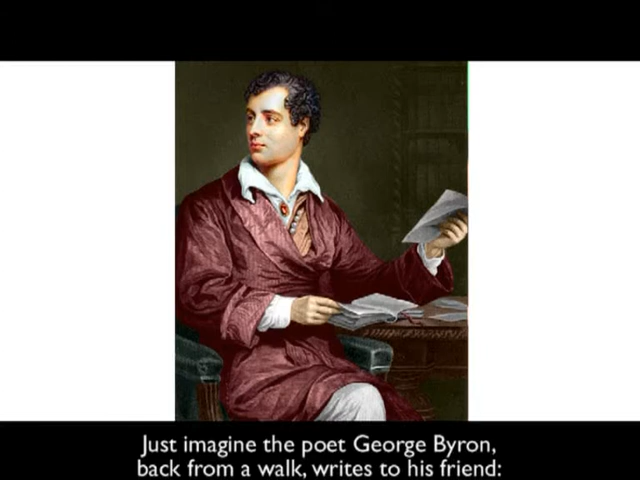 Just imagine the poet George Byron,
back from a walk, writes to his friend: